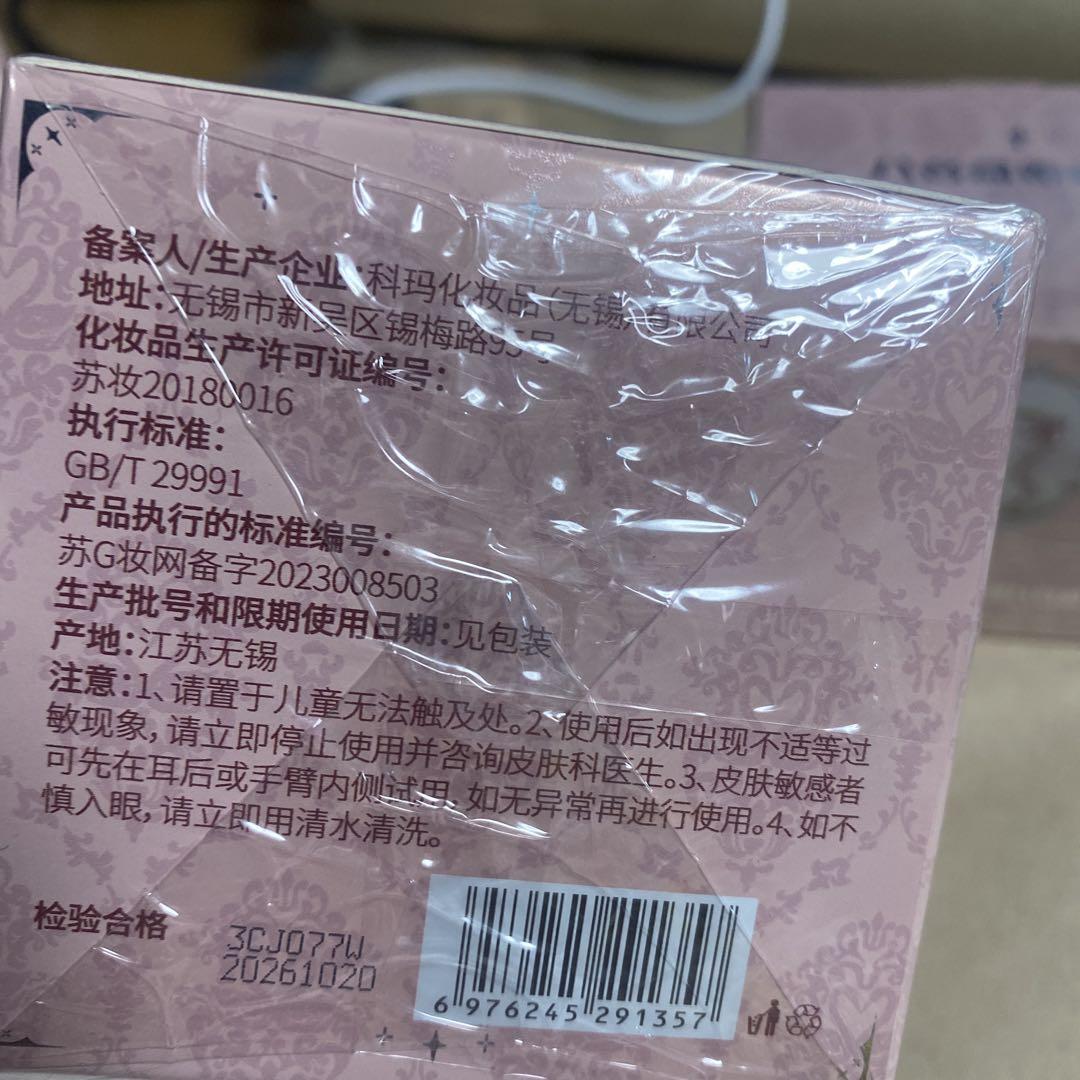 备案人/生产企业:科玛化妆品(无锡)有限公司
地址:无锡市新吴区锡梅路93号
化妆品生产许可证编号:
苏妆20180016
执行标准:
GB/T 29991
产品执行的标准编号:
苏G妆网备字2023008503
生产批号和限期使用日期:见包装
产地:江苏无锡
注意:1、请置于儿童无法触及处。2、使用后如出现不适等过
敏现象,请立即停止使用并咨询皮肤科医生。3、皮肤敏感者
可先在耳后或手臂内侧试用,如无异常再进行使用。4、如不
慎入眼,请立即用清水清洗。
检验合格
3CJ077W
20261020
6 976245 291357